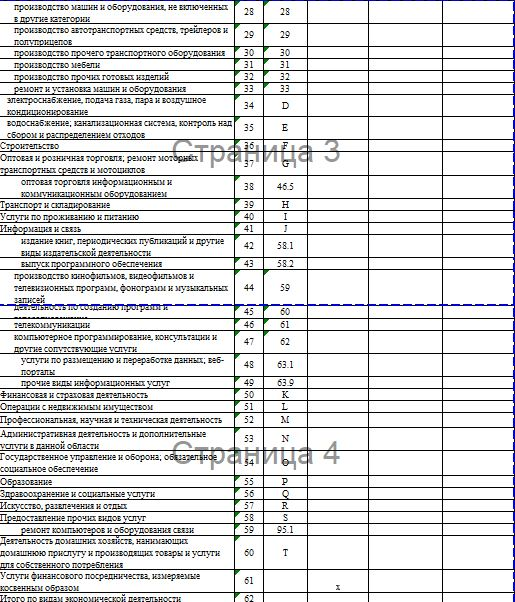 производство машин и оборудования, не включенных 28 28
в другие категории
производство автотранспортных средств, трейлеров и 29 29
полуприцепов
производство прочего транспортного оборудования 30 30
производство мебели 31 31
производство прочих готовых изделий 32 32
ремонт и установка машин и оборудования 33 33
электроснабжение, подача газа, пара и воздушное 34 D
кондиционирование
водоснабжение; канализационная система, контроль над 35 E
сбором и распределением отходов
Страница 3
Строительство 36 F
Оптовая и розничная торговля; ремонт моторных 37 G
транспортных средств и мотоциклов
оптовая торговля информационным и 38 46.5
коммуникационным оборудованием
Транспорт и складирование 39 H
Услуги по проживанию и питанию 40 I
Информация и связь 41 J
издание книг, периодических публикаций и другие 42 58.1
виды издательской деятельности
выпуск программного обеспечения 43 58.2
производство кинофильмов, видеофильмов и 44 59
телевизионных программ, фонограмм и музыкальных
записей
деятельность по созданию программ и 45 60
телекоммуникации 46 61
компьютерное программирование, консультации и 47 62
другие сопутствующие услуги
услуги по размещению и переработке данных; веб- 48 63.1
порталы
прочие виды информационных услуг 49 63.9
Финансовая и страховая деятельность 50 K
Операции с недвижимым имуществом 51 L
Профессиональная, научная и техническая деятельность 52 M
Административная деятельность и дополнительные 53 N
услуги в данной области
Страница 4
Государственное управление и оборона; обязательное 54 O
социальное обеспечение
Образование 55 P
Здравоохранение и социальные услуги 56 Q
Искусство, развлечения и отдых 57 R
Предоставление прочих видов услуг 58 S
ремонт компьютеров и оборудования связи 59 95.1
Деятельность домашних хозяйств, нанимающих 60 T
домашнюю прислугу и производящих товары и услуги
для собственного потребления
Услуги финансового посредничества, измеряемые 61
косвенным образом х
Итого по видам экономической деятельности 62